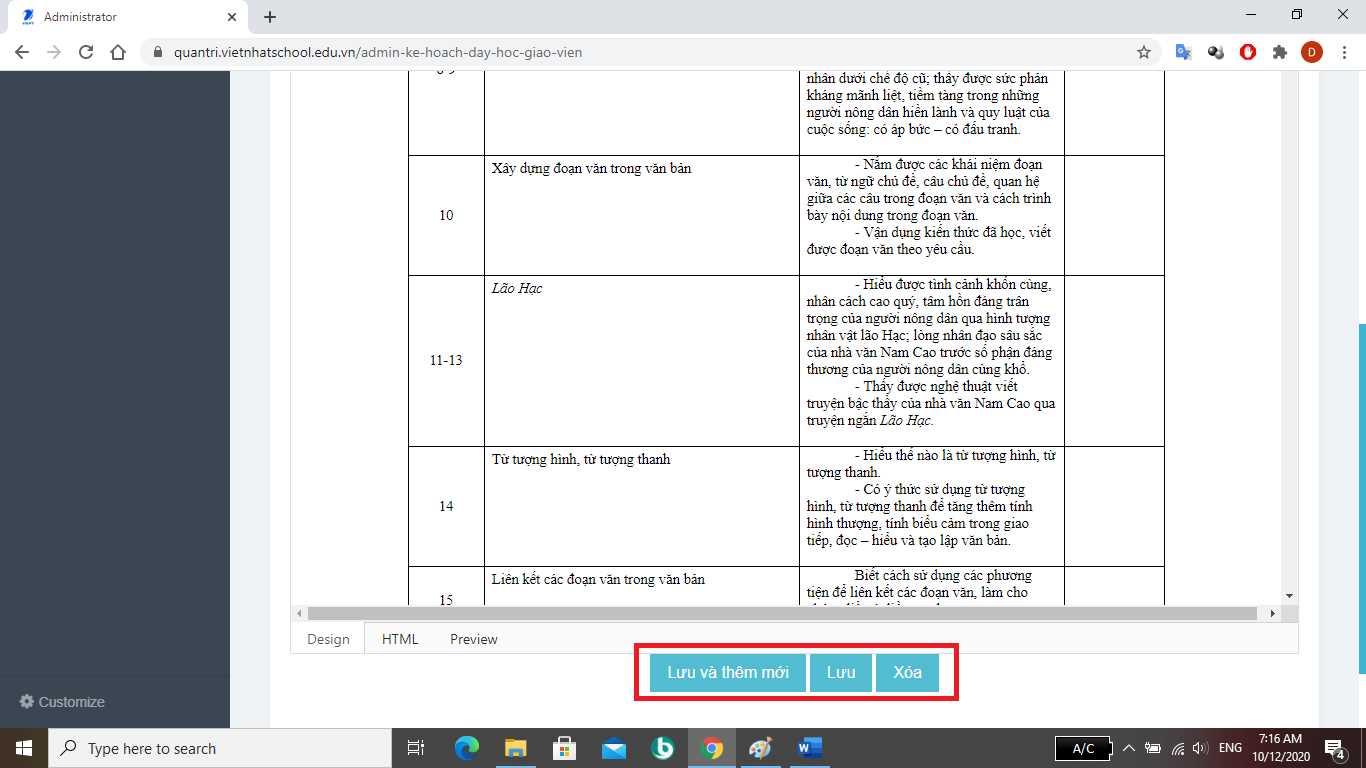 Administrator
quantri.vietnhatschool.edu.vn/admin-ke-hoach-day-hoc-giao-vien
D
nhân dưới chế độ cũ; thấy được sức phản
kháng mãnh liệt, tiềm tàng trong những
người nông dân hiền lành và quy luật của
cuộc sống: có áp bức – có đấu tranh.
10
Xây dựng đoạn văn trong văn bản
- Nắm được các khái niệm đoạn
văn, từ ngữ chủ đề, câu chủ đề, quan hệ
giữa các câu trong đoạn văn và cách trình
bày nội dung trong đoạn văn.
- Vận dụng kiến thức đã học, viết
được đoạn văn theo yêu cầu.
11-13
Lão Hạc
- Hiểu được tình cảnh khốn cùng,
nhân cách cao quý, tâm hồn đáng trân
trọng của người nông dân qua hình tượng
nhân vật lão Hạc; lòng nhân đạo sâu sắc
của nhà văn Nam Cao trước số phận đáng
thương của người nông dân cùng khổ.
- Thấy được nghệ thuật viết
truyện bậc thầy của nhà văn Nam Cao qua
truyện ngắn Lão Hạc.
14
Từ tượng hình, từ tượng thanh
- Hiểu thế nào là từ tượng hình, từ
tượng thanh.
- Có ý thức sử dụng từ tượng
hình, từ tượng thanh để tăng thêm tính
hình thượng, tính biểu cảm trong giao
tiếp, đọc – hiểu và tạo lập văn bản.
15
Liên kết các đoạn văn trong văn bản
Biết cách sử dụng các phương
tiện để liên kết các đoạn văn, làm cho
Design HTML Preview
Lưu và thêm mới Lưu Xóa
Customize
Type here to search
A/C
ENG
7:16 AM
10/12/2020
4